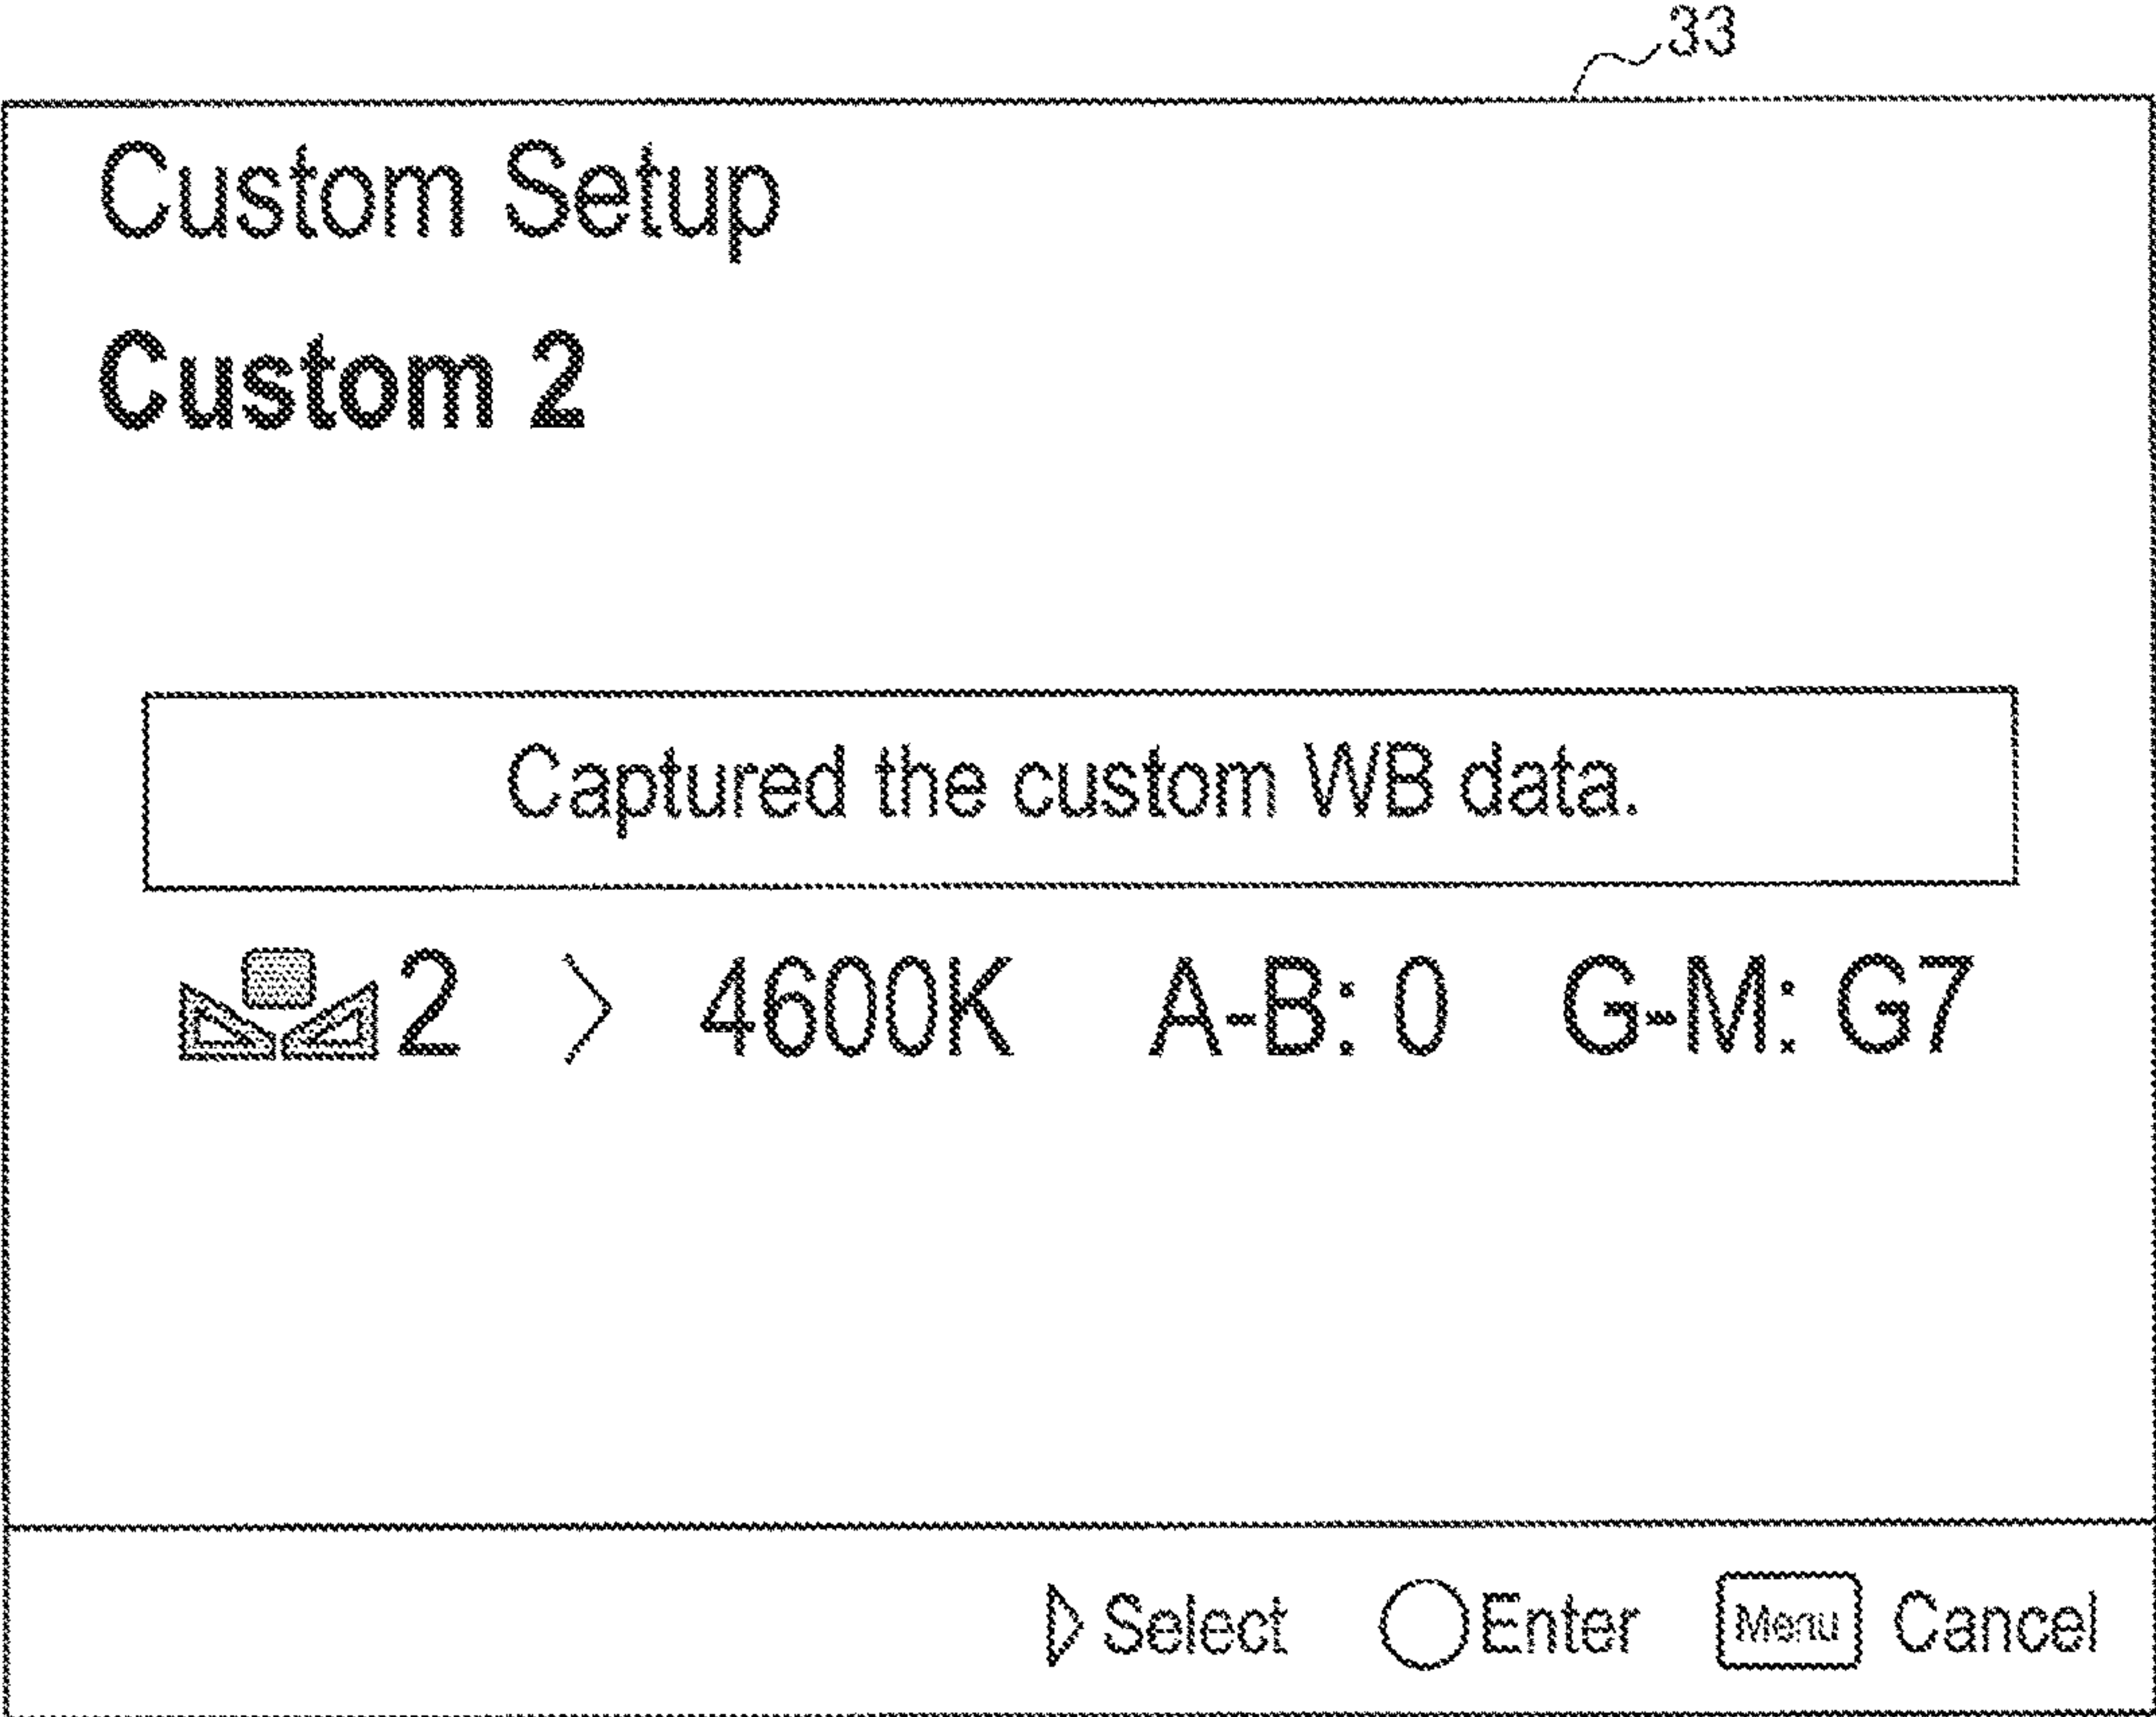 33
Custom Setup
Custom 2
Captured the custom WB data.
2 > 4600K A-B: 0 G-M: G7
Select Enter Menu Cancel